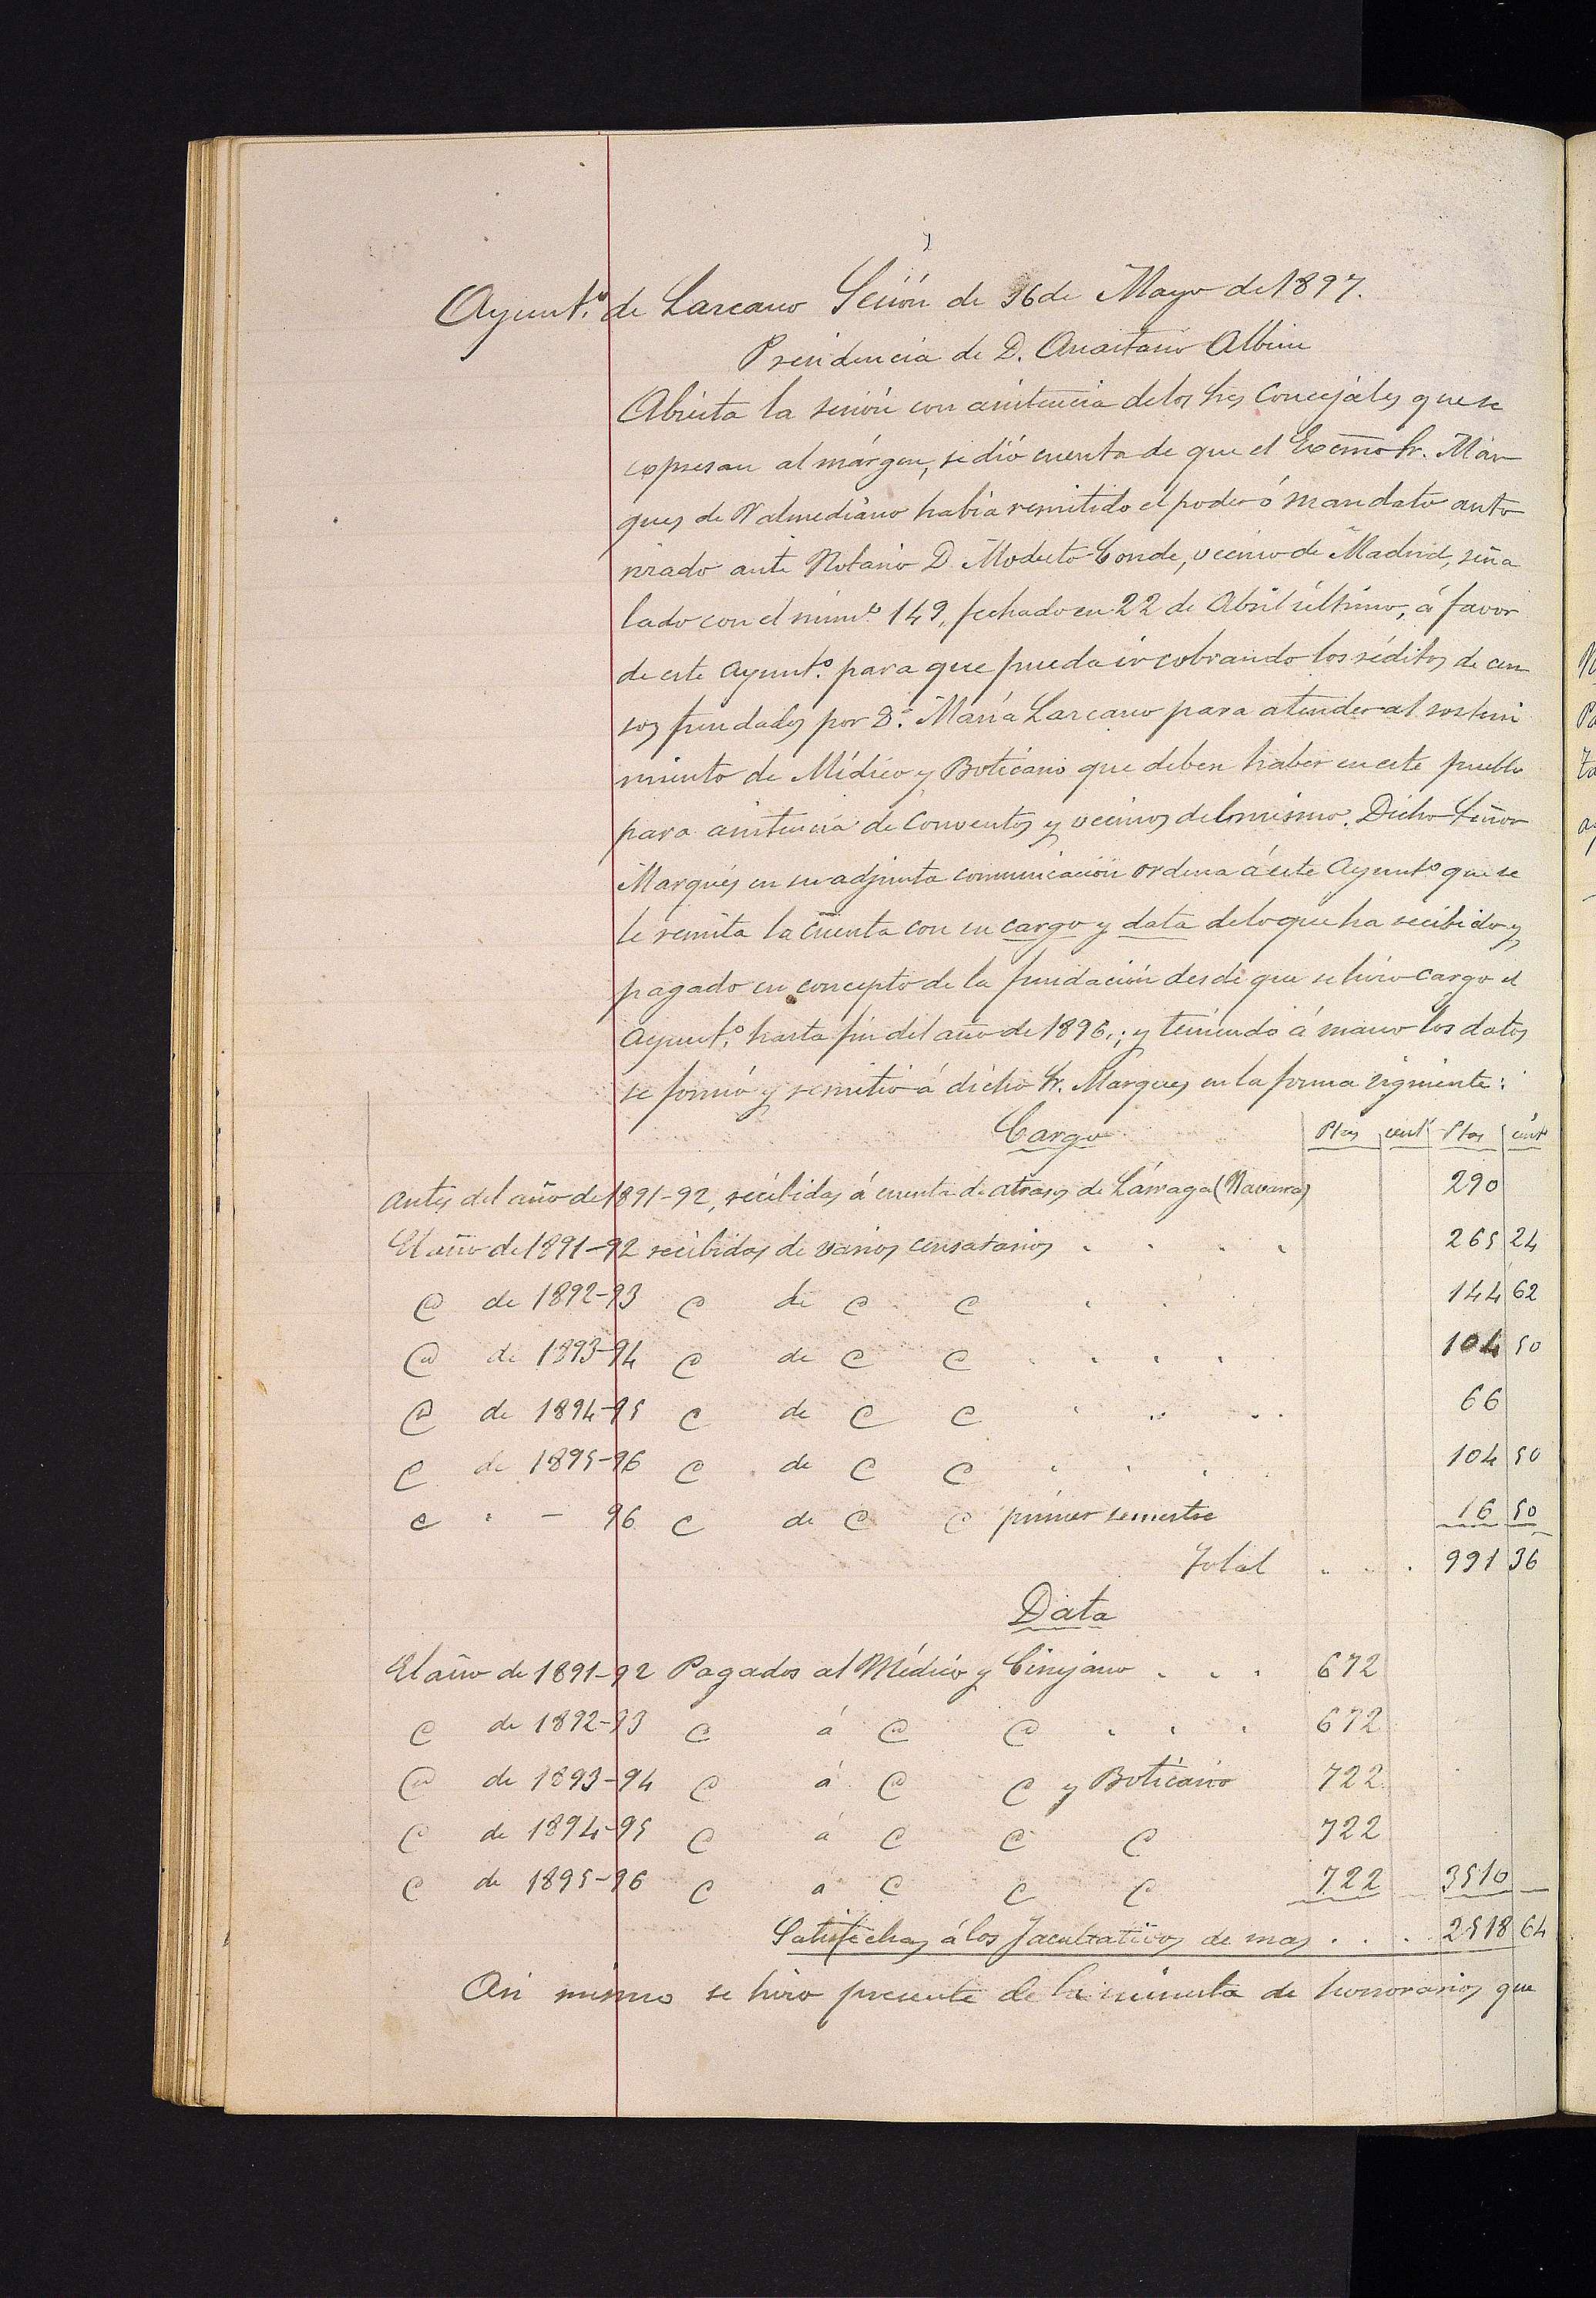 Ayunt.º de Lazcano Sesión de 16 de Mayo de 1897.
Presidencia de D. Anastasio Albisu
Abierta la sesión con asistencia de los Sres Concejales que se
expresan al márgen, se dió cuenta de que el Excmo Sr. Mar
ques de Valmediano había remitido el poder ó mandato auto
rizado ante Notario D. Modesto Conde, vecino de Madrid, seña
lado con el núm.º 149, fechado en 22 de Abril último, á favor
de este Ayunt.º para que pueda ir cobrando los réditos de cen
sos fundados por D.ª María Lazcano para atender al sosteni
miento de Médico y Boticario que deben haber en este pueblo
para asistencia de Conventos y vecinos del mismo. Dicho Señor
Marqués en su adjunta comunicación ordena á este Ayunt.º que se
le remita la cuenta con su cargo y data de lo que ha recibido y
pagado en concepto de la fundación desde que se hizo cargo el
Ayunt.º hasta fin del año de 1896.; y teniendo á mano los datos
se formó y remitió á dicho Sr. Marques en la forma siguiente:
Cargo Ptas cent Ptas cent
Antes del año de 1891-92, recibidas á cuenta de atrasos de Lárraga (Navarra) 290
El año de 1891-92 recibidas de varios censatarios . . . . 265 24
@ de 1892-93 @ de @ @ . . 144 62
@ de 1893-94 @ de @ @ . . . . 104 50
@ de 1894-95 @ de @ @ . . . 66
@ de 1895-96 @ de @ @ . . . 104 50
@ " - 96 @ de @ @ primer semestre 16 50
Total . . . 991 36
Data
El año de 1891-92 Pagados al Médico y Cirujano . . . 672
@ de 1892-93 @ á @ @ . . . 672
@ de 1893-94 @ á @ @ y Boticario 722
@ de 1894-95 @ á @ @ @ 722
@ de 1895-96 @ á @ @ @ 722 3510
Satisfechas á los facultativos de mas . . . 2518 64
Asi mismo se hizo presente de la minuta de honorarios que